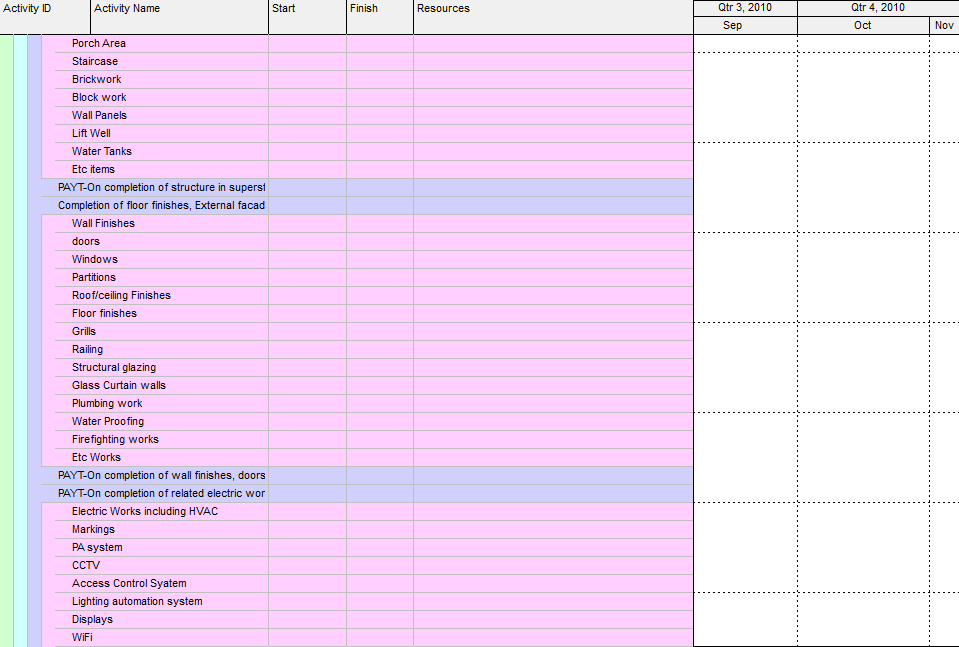 Activity ID Activity Name Start Finish Resources Qtr 3, 2010 Qtr 4, 2010
Sep Oct Nov
Porch Area
Staircase
Brickwork
Block work
Wall Panels
Lift Well
Water Tanks
Etc items
PAYT-On completion of structure in superst
Completion of floor finishes, External facad
Wall Finishes
doors
Windows
Partitions
Roof/ceiling Finishes
Floor finishes
Grills
Railing
Structural glazing
Glass Curtain walls
Plumbing work
Water Proofing
Firefighting works
Etc Works
PAYT-On completion of wall finishes, doors
PAYT-On completion of related electric wor
Electric Works including HVAC
Markings
PA system
CCTV
Access Control Syatem
Lighting automation system
Displays
WiFi